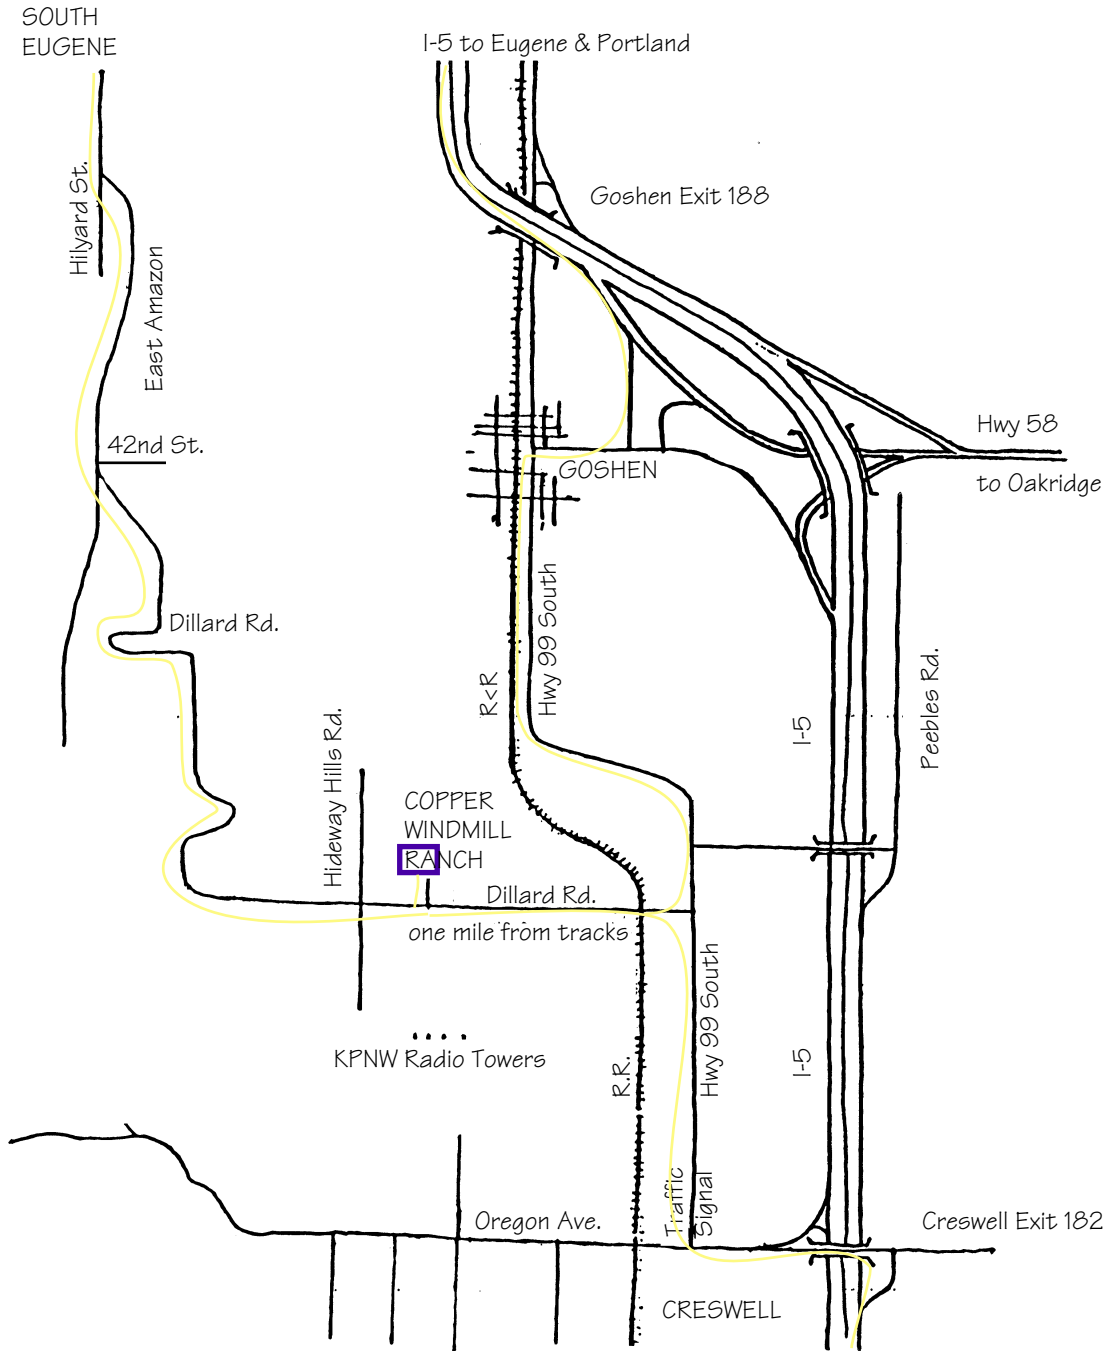 SOUTH
EUGENE
I-5 to Eugene & Portland
Hilyard St.
Goshen Exit 188
East Amazon
42nd St.
Hwy 58
GOSHEN
to Oakridge
Dillard Rd.
Hwy 99 South
R<R
I-5
Peebles Rd.
Hideway Hills Rd.
COPPER
WINDMILL
RANCH
Dillard Rd.
one mile from tracks
Hwy 99 South
KPNW Radio Towers
R.R.
I-5
Traffic
Signal
Oregon Ave.
Creswell Exit 182
CRESWELL